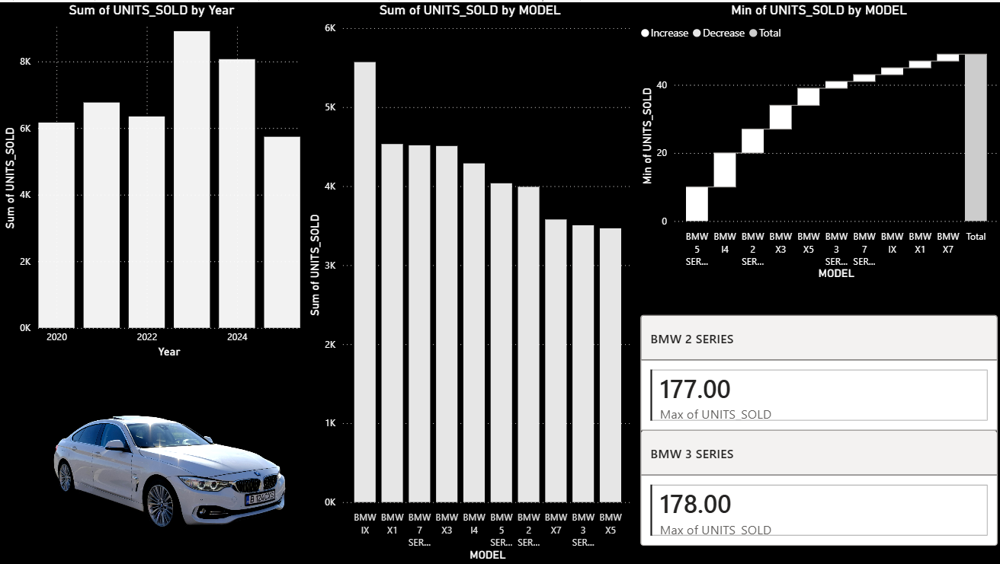 Sum of UNITS_SOLD by Year
8K
6K
4K
2K
0K
Sum of UNITS_SOLD
2020
2022
2024
Year
B 124CXS
Sum of UNITS_SOLD by MODEL
6K
5K
4K
3K
2K
1K
0K
Sum of UNITS_SOLD
BMW IX
BMW X1
BMW 7 SER...
BMW X3
BMW I4
BMW 5 SER...
BMW 2 SER...
BMW X7
BMW 3 SER...
BMW X5
MODEL
Min of UNITS_SOLD by MODEL
Increase Decrease Total
40
20
0
Min of UNITS_SOLD
BMW 5 SER...
BMW I4
BMW 2 SER...
BMW X3
BMW X5
BMW 3 SER...
BMW 7 SER...
BMW IX
BMW X1
BMW X7
Total
MODEL
BMW 2 SERIES
177.00
Max of UNITS_SOLD
BMW 3 SERIES
178.00
Max of UNITS_SOLD